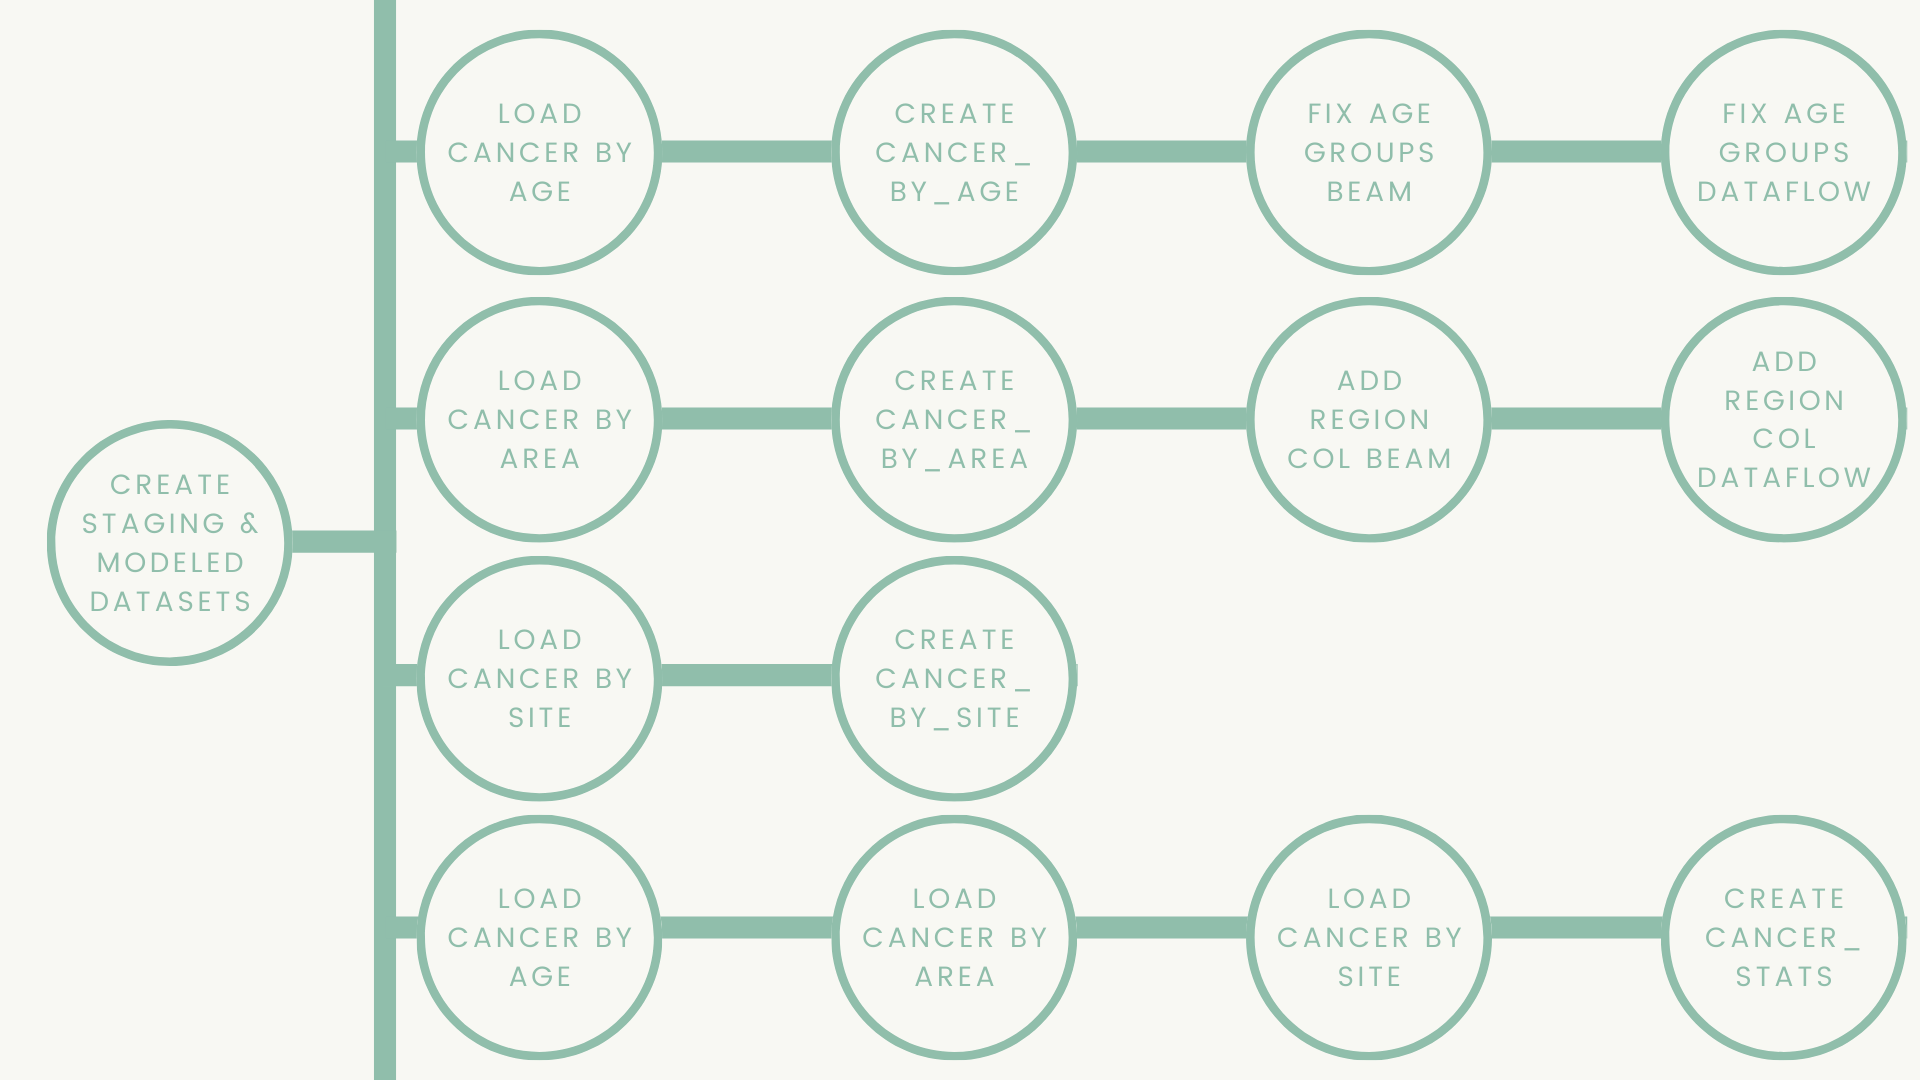 CREATE
STAGING &
MODELED
DATASETS
LOAD
CANCER BY
AGE
CREATE
CANCER_
BY_AGE
FIX AGE
GROUPS
BEAM
FIX AGE
GROUPS
DATAFLOW
LOAD
CANCER BY
AREA
CREATE
CANCER_
BY_AREA
ADD
REGION
COL BEAM
ADD
REGION
COL
DATAFLOW
LOAD
CANCER BY
SITE
CREATE
CANCER_
BY_SITE
LOAD
CANCER BY
AGE
LOAD
CANCER BY
AREA
LOAD
CANCER BY
SITE
CREATE
CANCER_
STATS